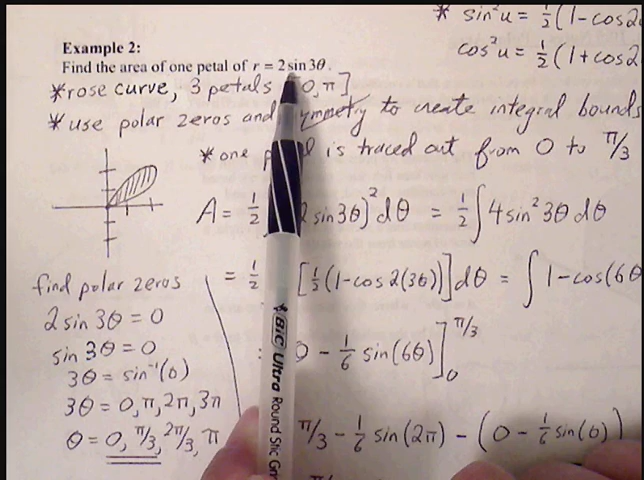 * sin²u = ½(1-cos2
cos²u = ½(1+cos2
Example 2:
Find the area of one petal of r = 2 sin 3θ.
*rose curve, 3 petals 0, π]
* use polar zeros and symmetry to create integral bounds
* one p l is traced out from 0 to π/3
A = ½ 2 sin3θ)² dθ = ½ ∫ 4 sin² 3θ dθ
= ½ [½(1-cos 2(3θ))] dθ = ∫ 1 - cos(6θ
θ - 1/6 sin(6θ)]₀^π/3
π/3 - 1/6 sin(2π) - (0 - 1/6 sin(0)
find polar zeros
2 sin 3θ = 0
sin 3θ = 0
3θ = sin⁻¹(0)
3θ = 0, π, 2π, 3π
θ = 0, π/3, 2π/3, π
BIC Ultra Round Stic Gr